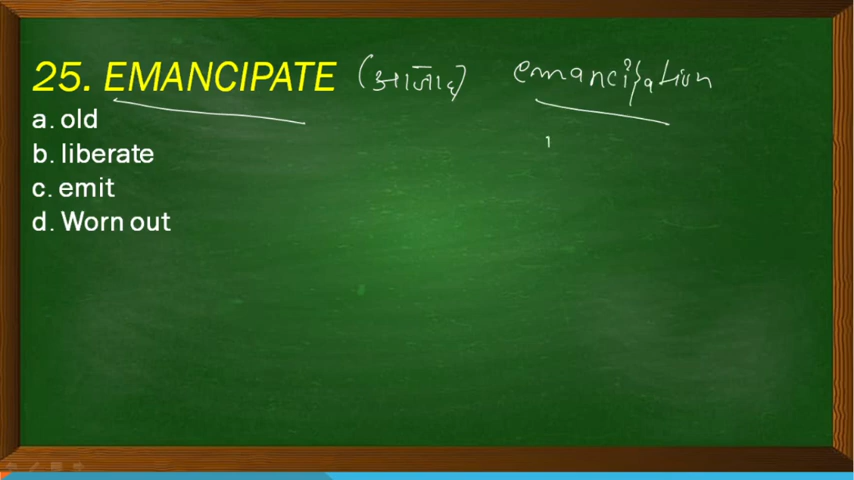 25. EMANCIPATE (आजाद) emancipation
a. old
b. liberate
c. emit
d. Worn out